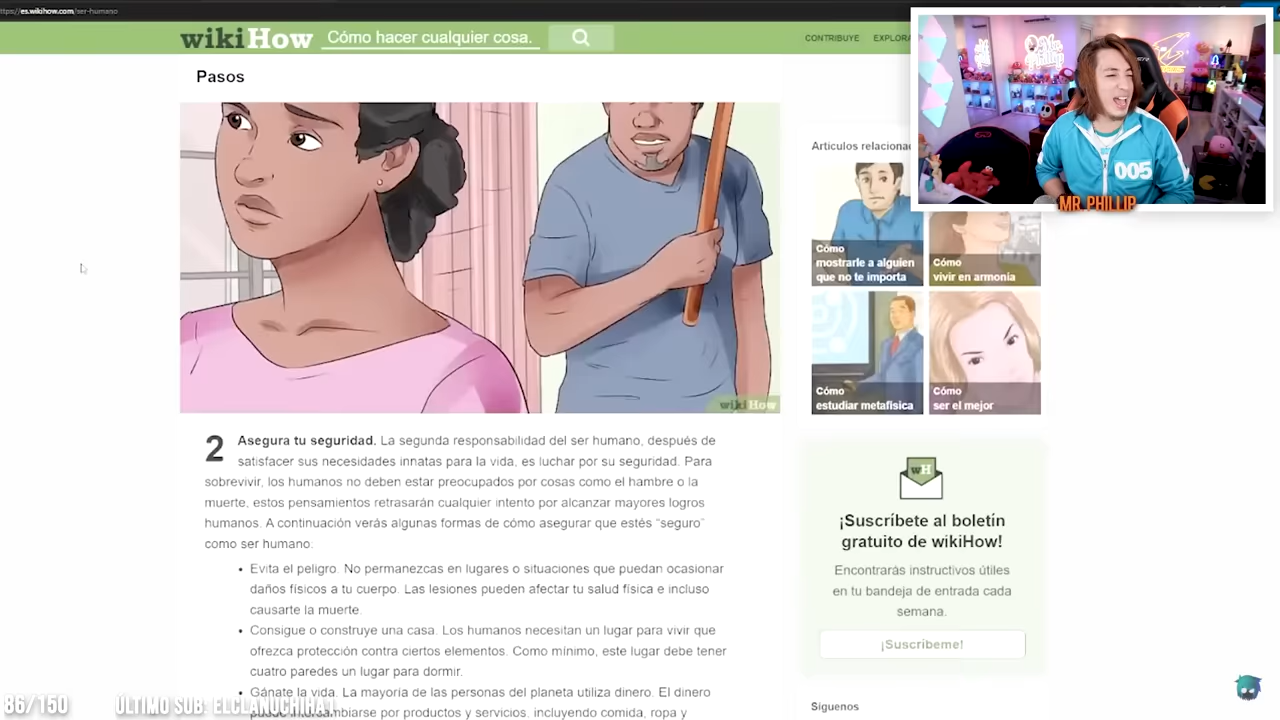 ttps://es.wikihow.com/ser-humano
wikiHow
Cómo hacer cualquier cosa.
CONTRIBUYE
EXPLORA
Pasos
wikiHow
2
Asegura tu seguridad. La segunda responsabilidad del ser humano, después de
satisfacer sus necesidades innatas para la vida, es luchar por su seguridad. Para
sobrevivir, los humanos no deben estar preocupados por cosas como el hambre o la
muerte, estos pensamientos retrasarán cualquier intento por alcanzar mayores logros
humanos. A continuación verás algunas formas de cómo asegurar que estés “seguro”
como ser humano:
• Evita el peligro. No permanezcas en lugares o situaciones que puedan ocasionar
daños físicos a tu cuerpo. Las lesiones pueden afectar tu salud física e incluso
causarte la muerte.
• Consigue o construye una casa. Los humanos necesitan un lugar para vivir que
ofrezca protección contra ciertos elementos. Como mínimo, este lugar debe tener
cuatro paredes un lugar para dormir.
• Gánate la vida. La mayoría de las personas del planeta utiliza dinero. El dinero
puede intercambiarse por productos y servicios, incluyendo comida, ropa y
Artículos relaciona
Cómo
mostrarle a alguien
que no te importa
Cómo
vivir en armonía
Cómo
estudiar metafísica
Cómo
ser el mejor
wH
¡Suscríbete al boletín
gratuito de wikiHow!
Encontrarás instructivos útiles
en tu bandeja de entrada cada
semana.
¡Suscríbeme!
Síguenos
Mr. Phillip
005
MR. PHILLIP
86/150
ÚLTIMO SUB: ELCLANUCHIHA1